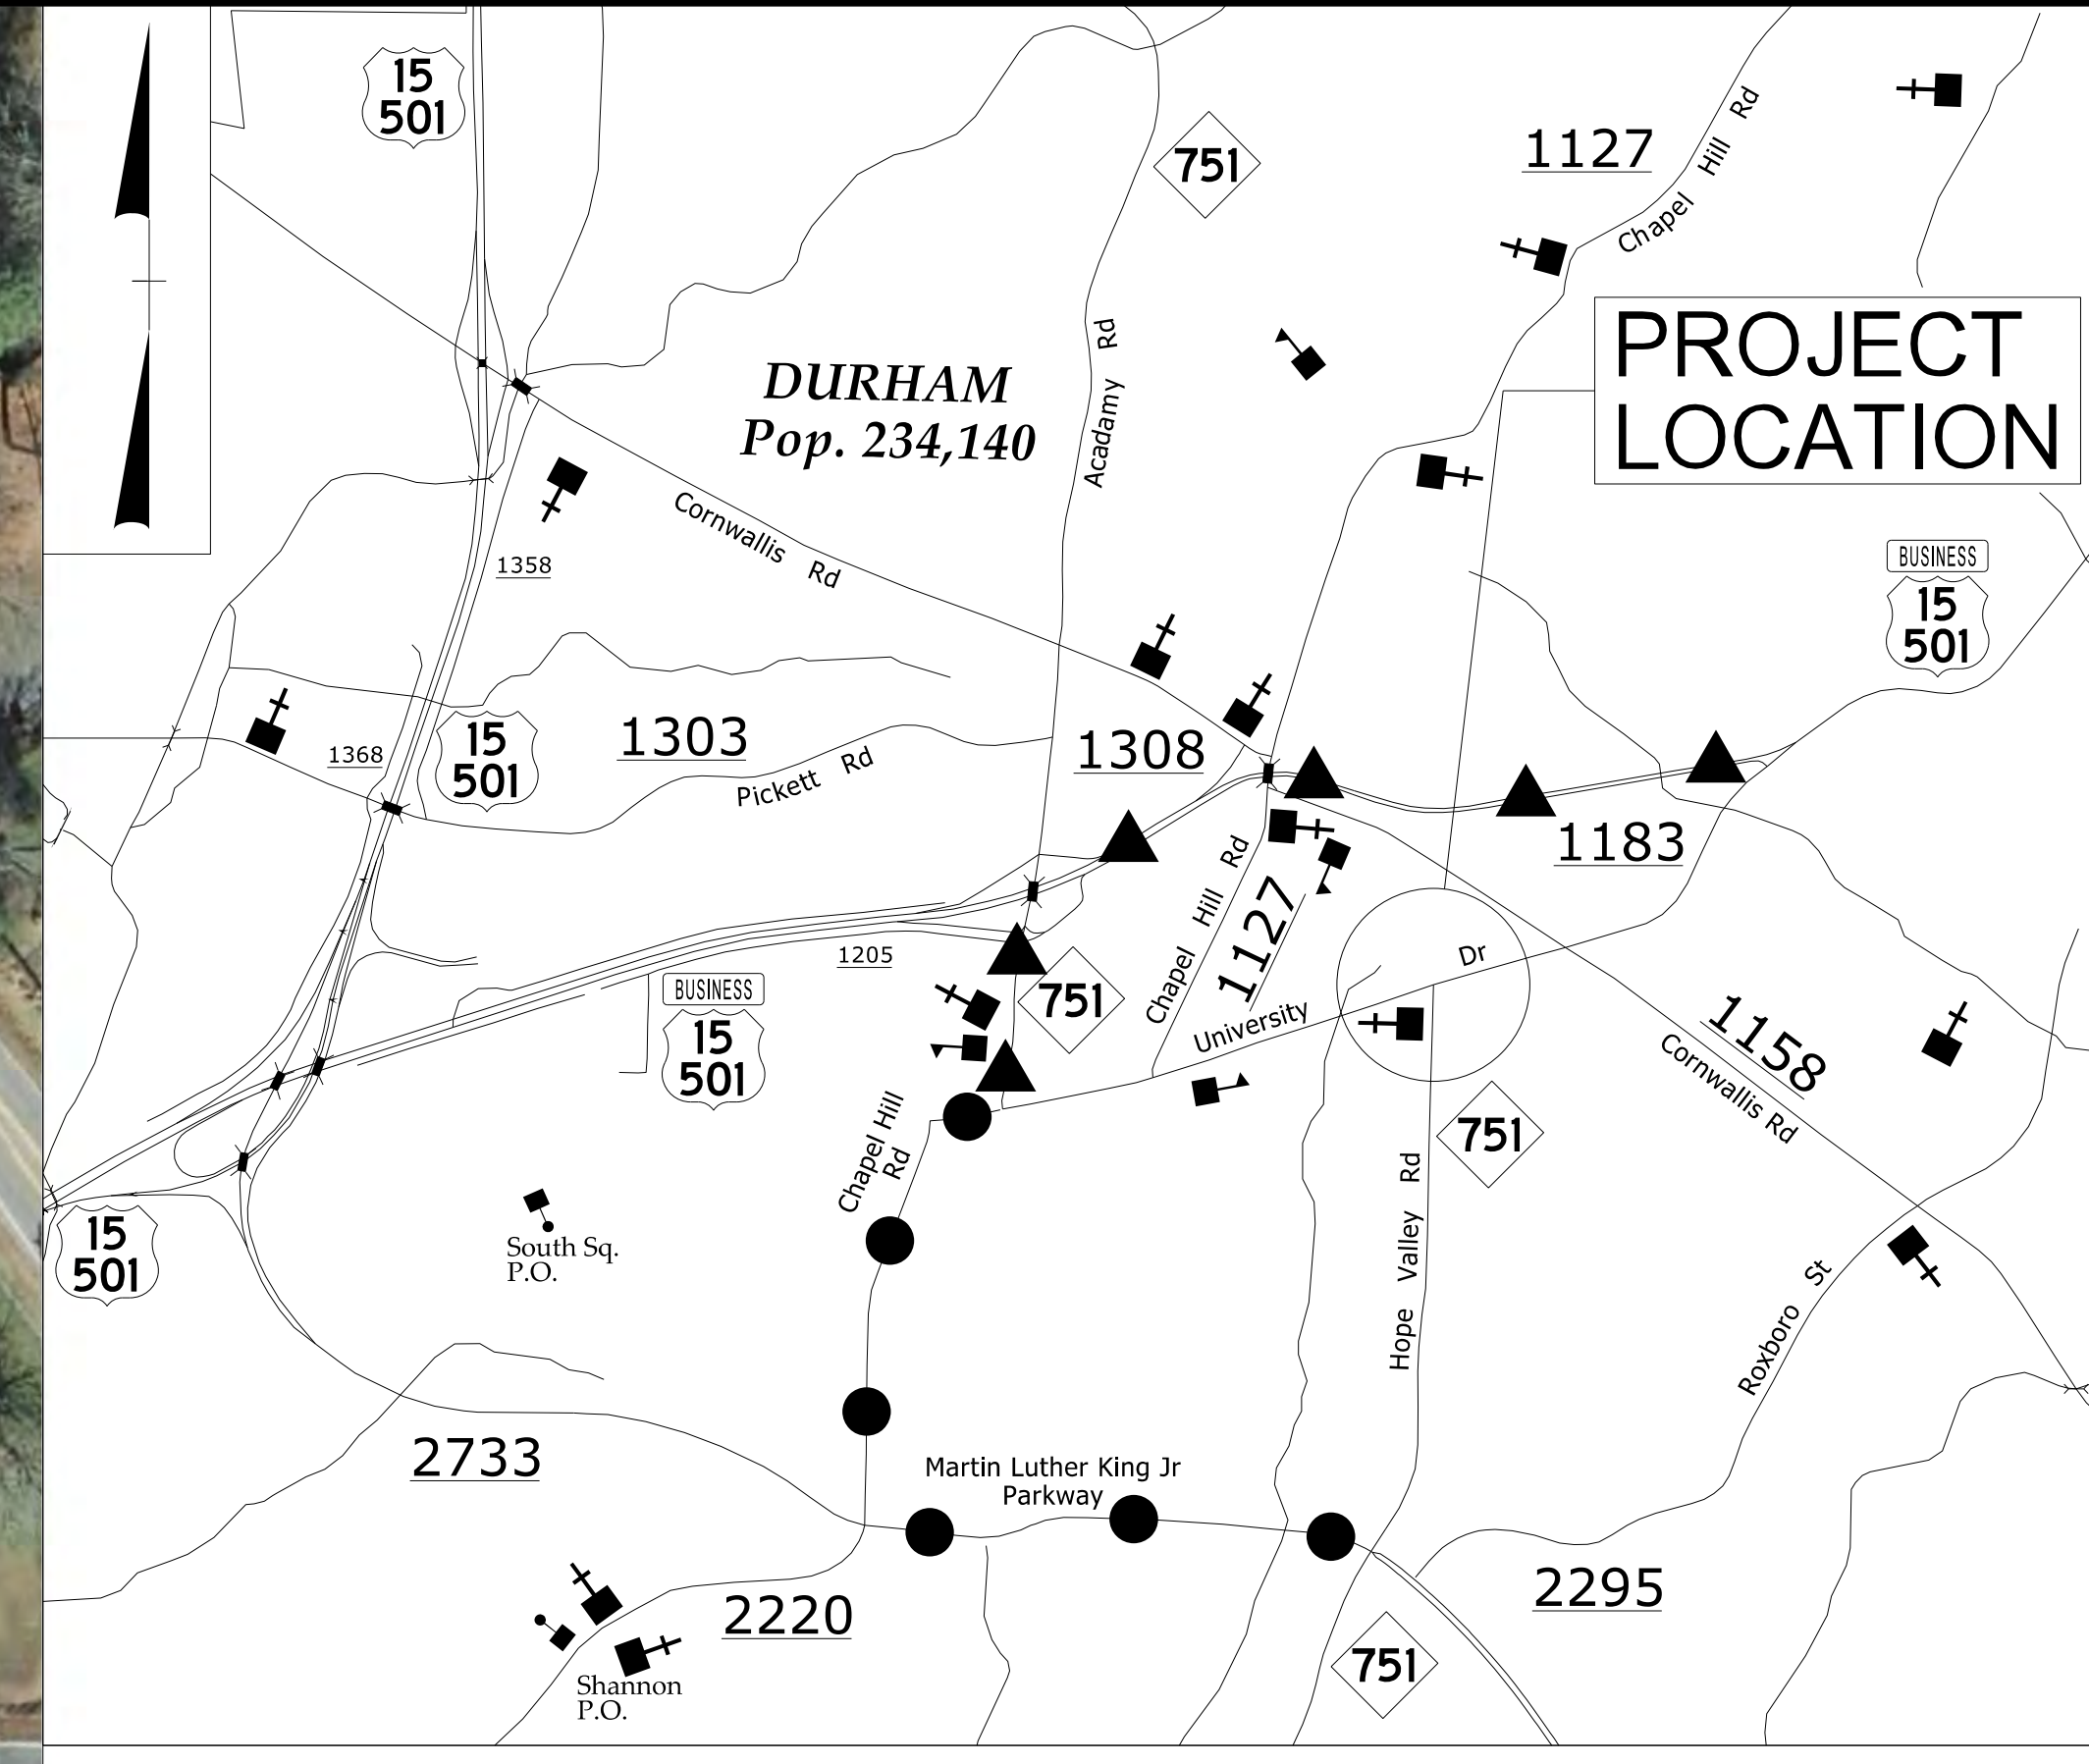 15
501
751
1127
Chapel Hill Rd
PROJECT
LOCATION
DURHAM
Pop. 234,140
Acadamy Rd
Cornwallis Rd
1358
BUSINESS
15
501
1368
15
501
1303
Pickett Rd
1308
1183
Chapel Hill Rd
1127
1205
BUSINESS
15
501
751
University Dr
1158
Cornwallis Rd
751
Chapel Hill
Rd
Hope Valley Rd
15
501
South Sq.
P.O.
Roxboro St
2733
Martin Luther King Jr
Parkway
2220
2295
751
Shannon
P.O.